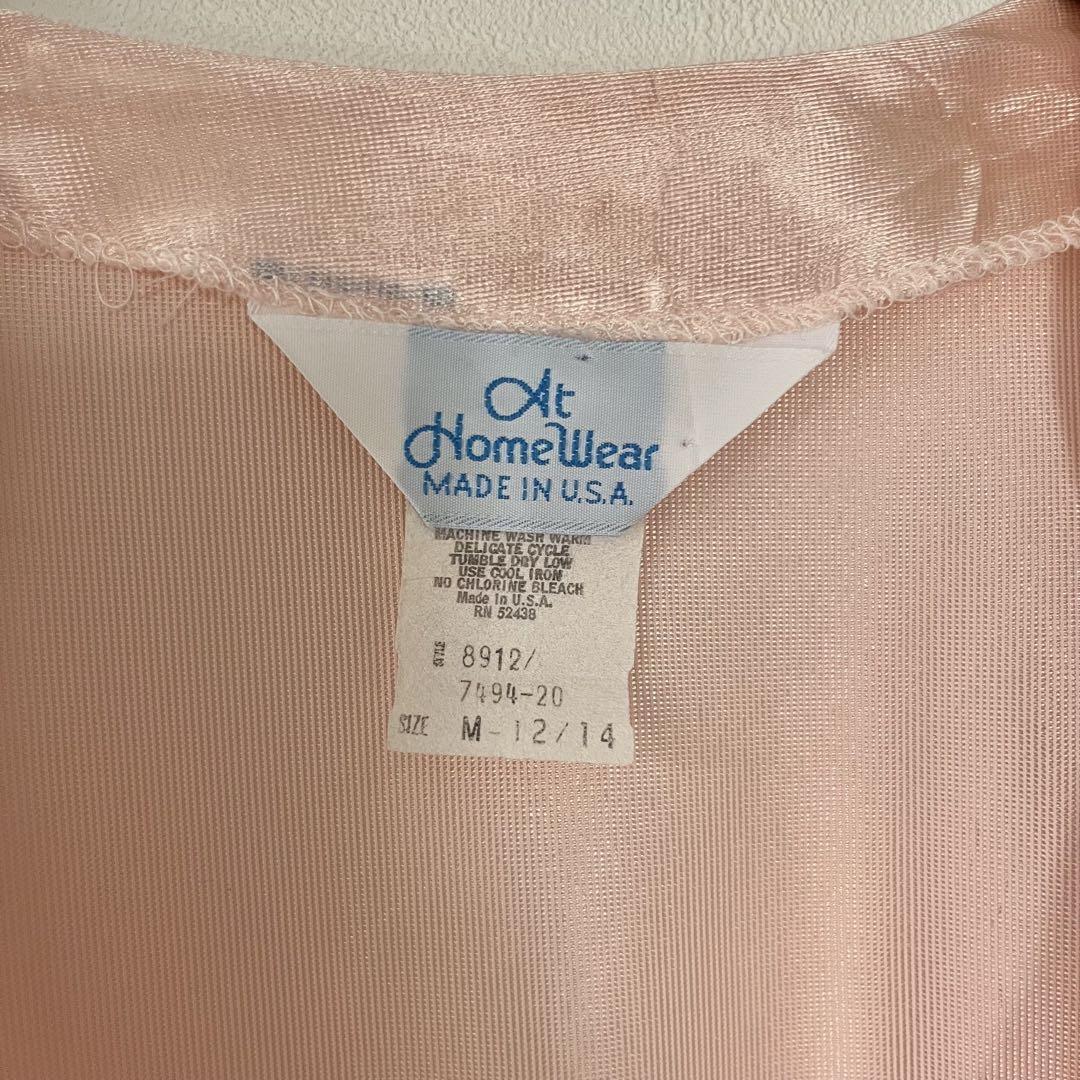 At
HomeWear
MADE IN U.S.A.
MACHINE WASH WARM
DELICATE CYCLE
TUMBLE DRY LOW
USE COOL IRON
NO CHLORINE BLEACH
Made in U.S.A.
RN 52438
STYLE 8912/
7494-20
SIZE M-12/14